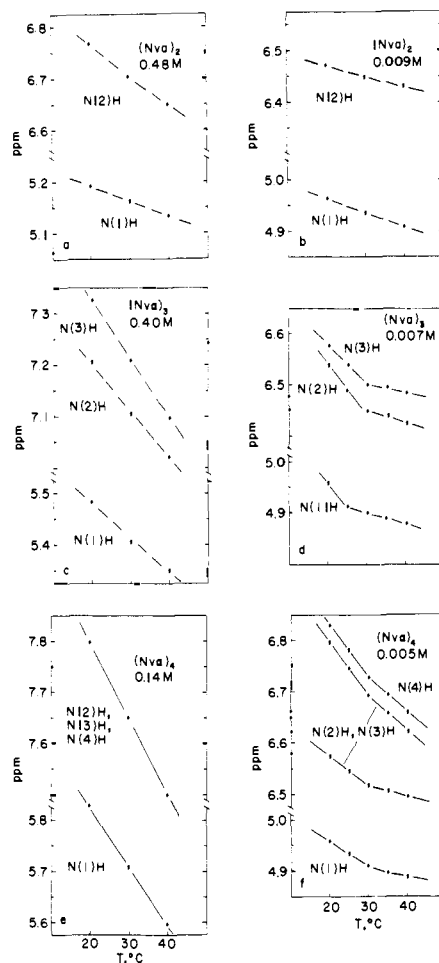 6.8
(Nva)2
0.48M
6.7
N(2)H
6.6
ppm
5.2
N(1)H
5.1
a
6.5
(Nva)2
0.009M
6.4
N(2)H
ppm
5.0
4.9
N(1)H
b
7.3
(Nva)3
0.40M
N(3)H
7.2
N(2)H
7.1
ppm
5.5
N(1)H
5.4
c
(Nva)3
0.007M
6.6
N(3)H
6.5
N(2)H
ppm
5.0
N(1)H
4.9
d
7.8
(Nva)4
0.14M
7.7
N(2)H,
N(3)H,
N(4)H
7.6
ppm
5.8
5.7
N(1)H
5.6
e
20 30 40
T,°C
6.8
(Nva)4
0.005M
6.7
N(4)H
6.6
N(2)H, N(3)H
6.5
ppm
5.0
N(1)H
4.9
f
20 30 40
T,°C